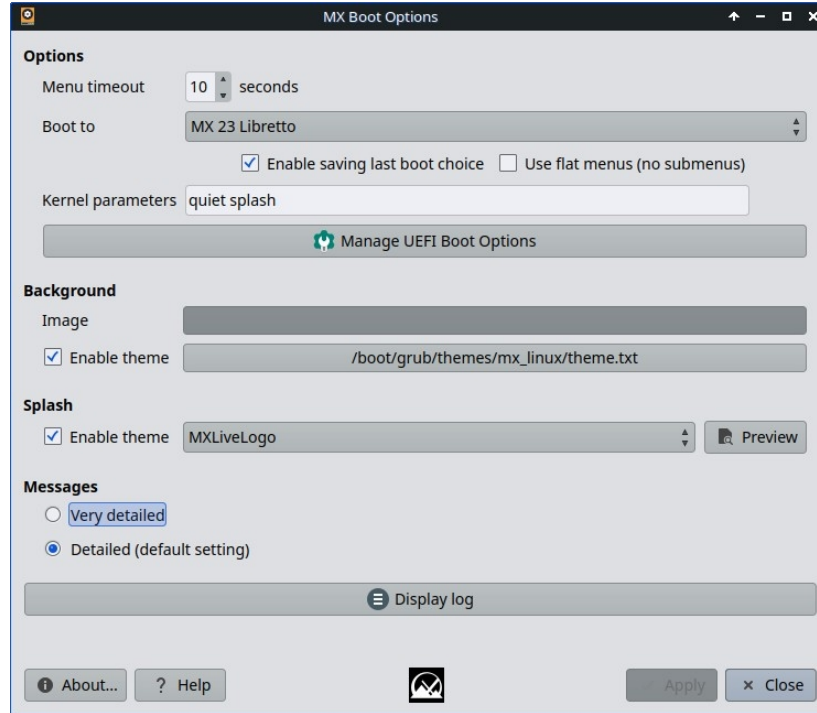 MX Boot Options
Options
Menu timeout 10 seconds
Boot to MX 23 Libretto
Enable saving last boot choice Use flat menus (no submenus)
Kernel parameters quiet splash
Manage UEFI Boot Options
Background
Image
Enable theme /boot/grub/themes/mx_linux/theme.txt
Splash
Enable theme MXLiveLogo Preview
Messages
Very detailed
Detailed (default setting)
Display log
About... ? Help Apply Close